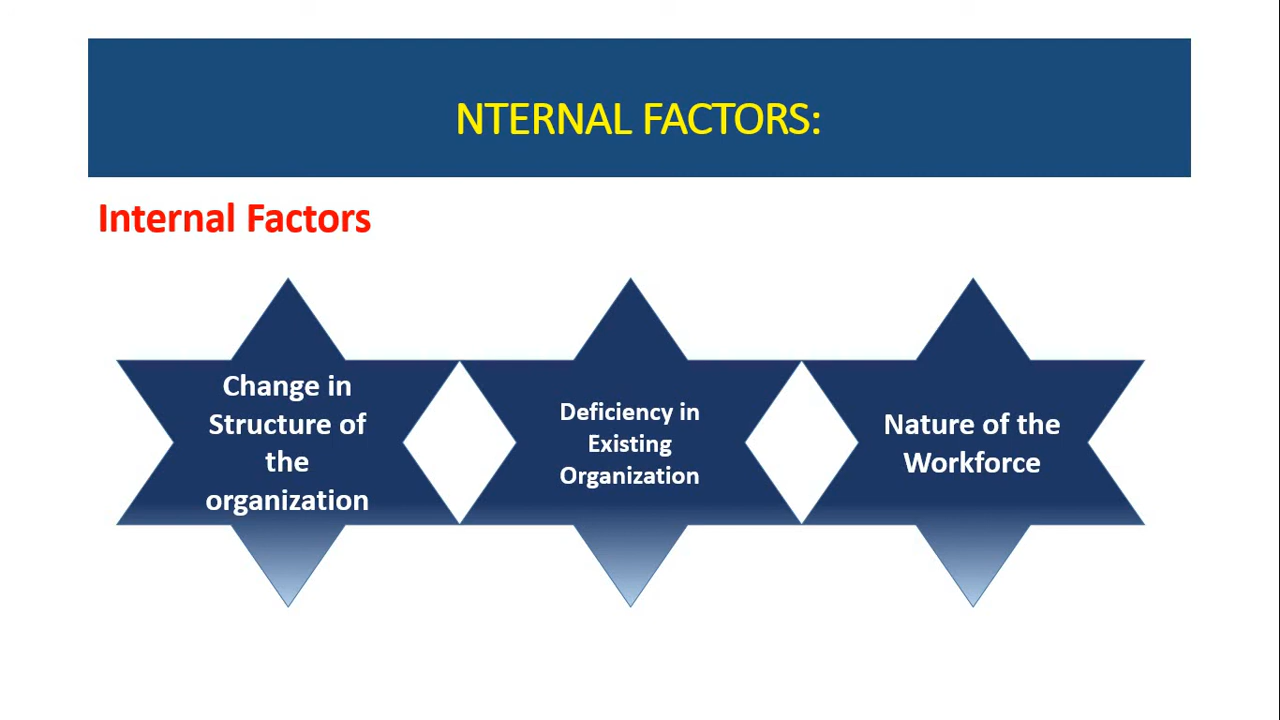 NTERNAL FACTORS:
Internal Factors
Change in
Structure of
the
organization
Deficiency in
Existing
Organization
Nature of the
Workforce